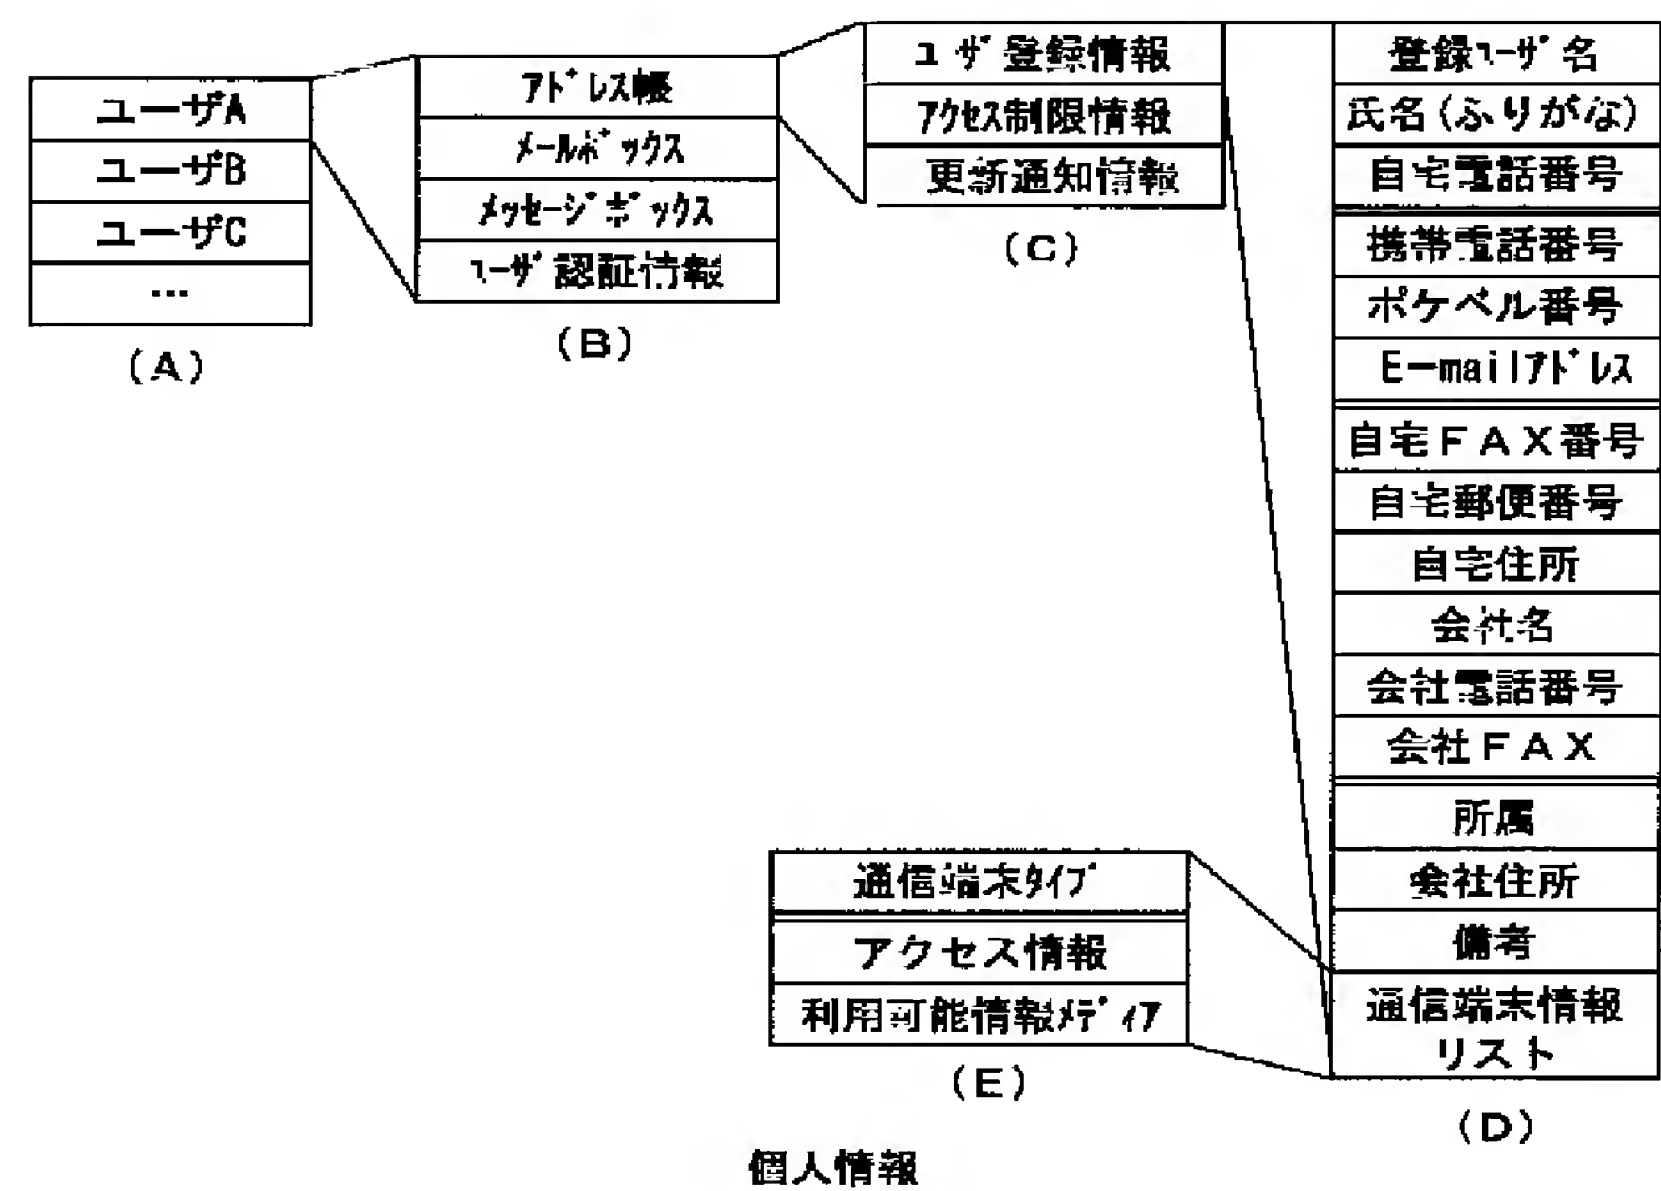 ユーザA
ユーザB
ユーザC
...
(A)
アドレス帳
メールボックス
メッセージボックス
ユーザ認証情報
(B)
ユザ登録情報
アクセス制限情報
更新通知情報
(C)
登録ユーザ名
氏名(ふりがな)
自宅電話番号
携帯電話番号
ポケベル番号
E-mailアドレス
自宅FAX番号
自宅郵便番号
自宅住所
会社名
会社電話番号
会社FAX
所属
会社住所
備考
通信端末情報
リスト
(D)
通信端末タイプ
アクセス情報
利用可能情報メディア
(E)
個人情報